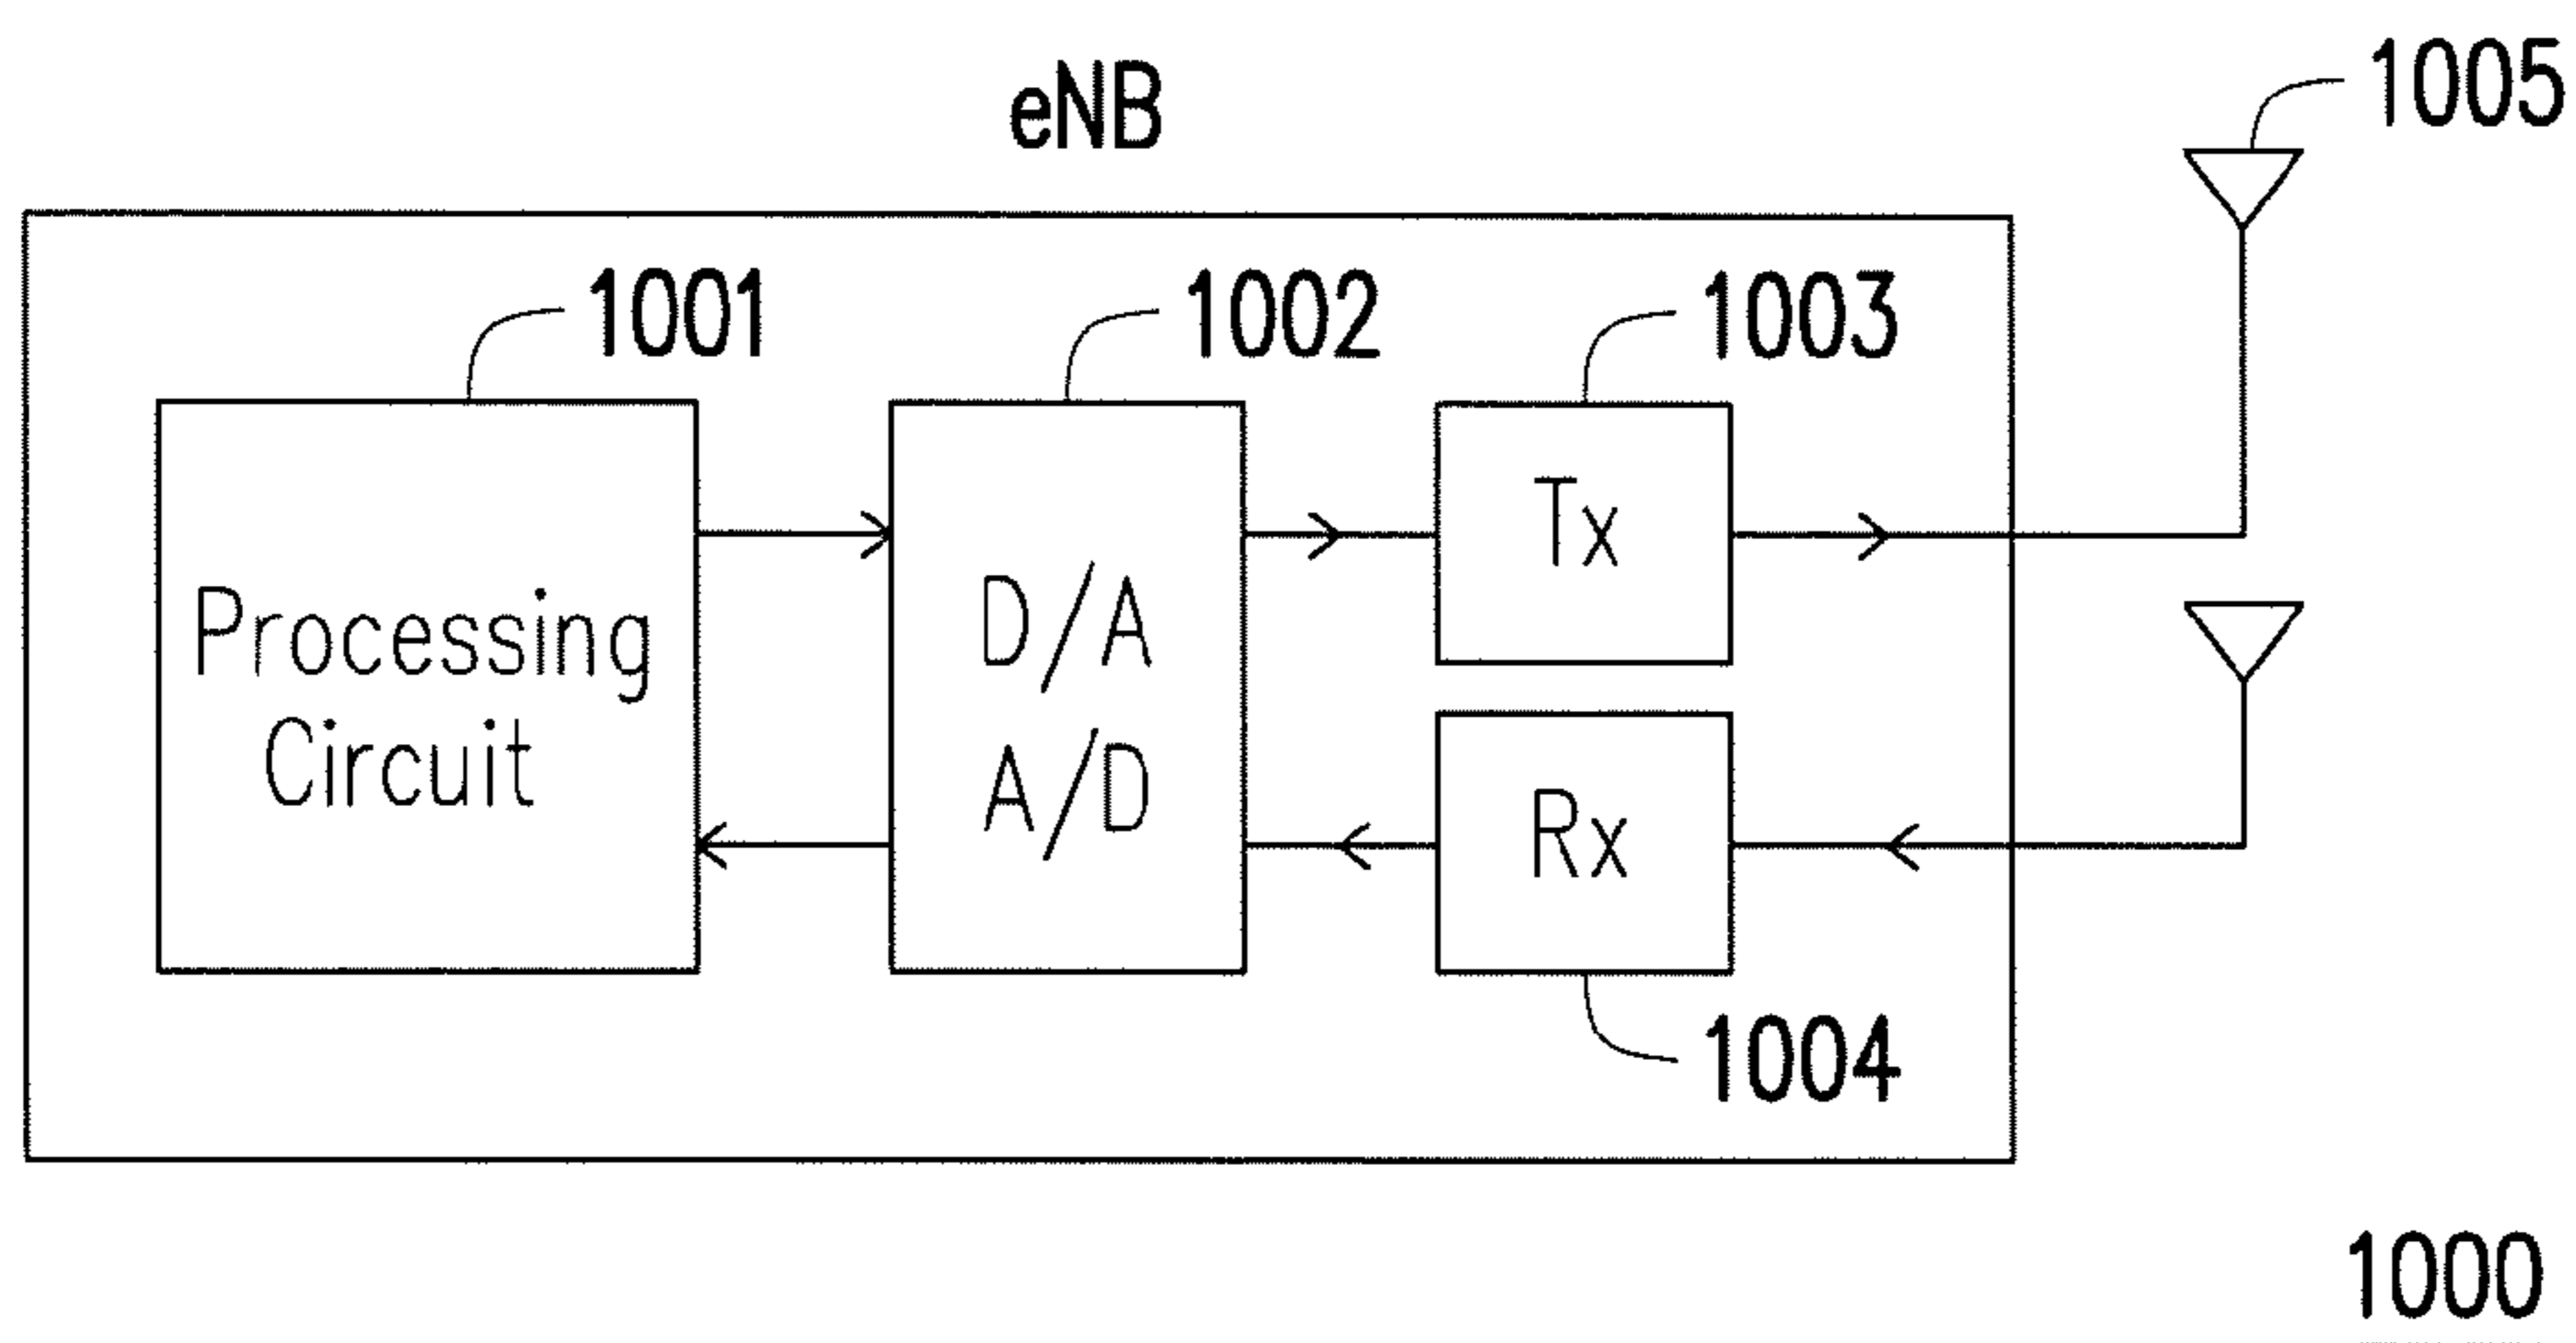 eNB
1005
1001
1002
1003
Processing
Circuit
D/A
A/D
Tx
Rx
1004
1000